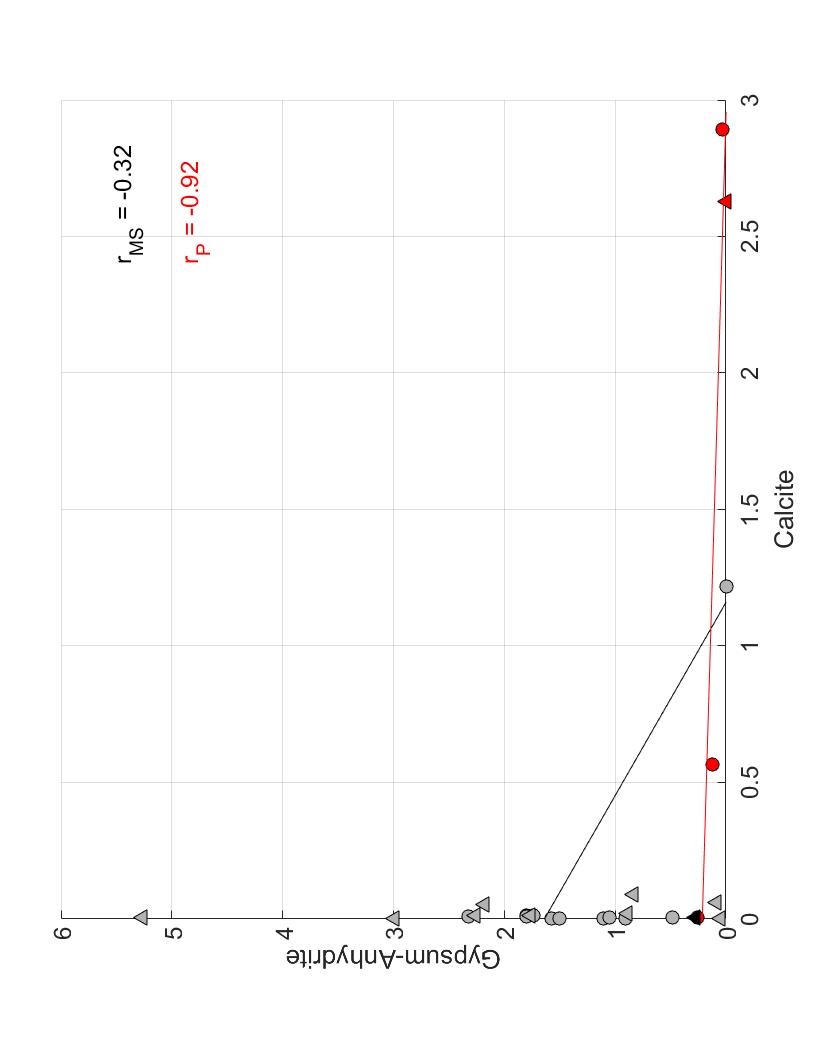 6
r_MS = -0.32
5
r_P = -0.92
4
3
2
1
0
Gypsum-Anhydrite
0 0.5 1 1.5 2 2.5 3
Calcite